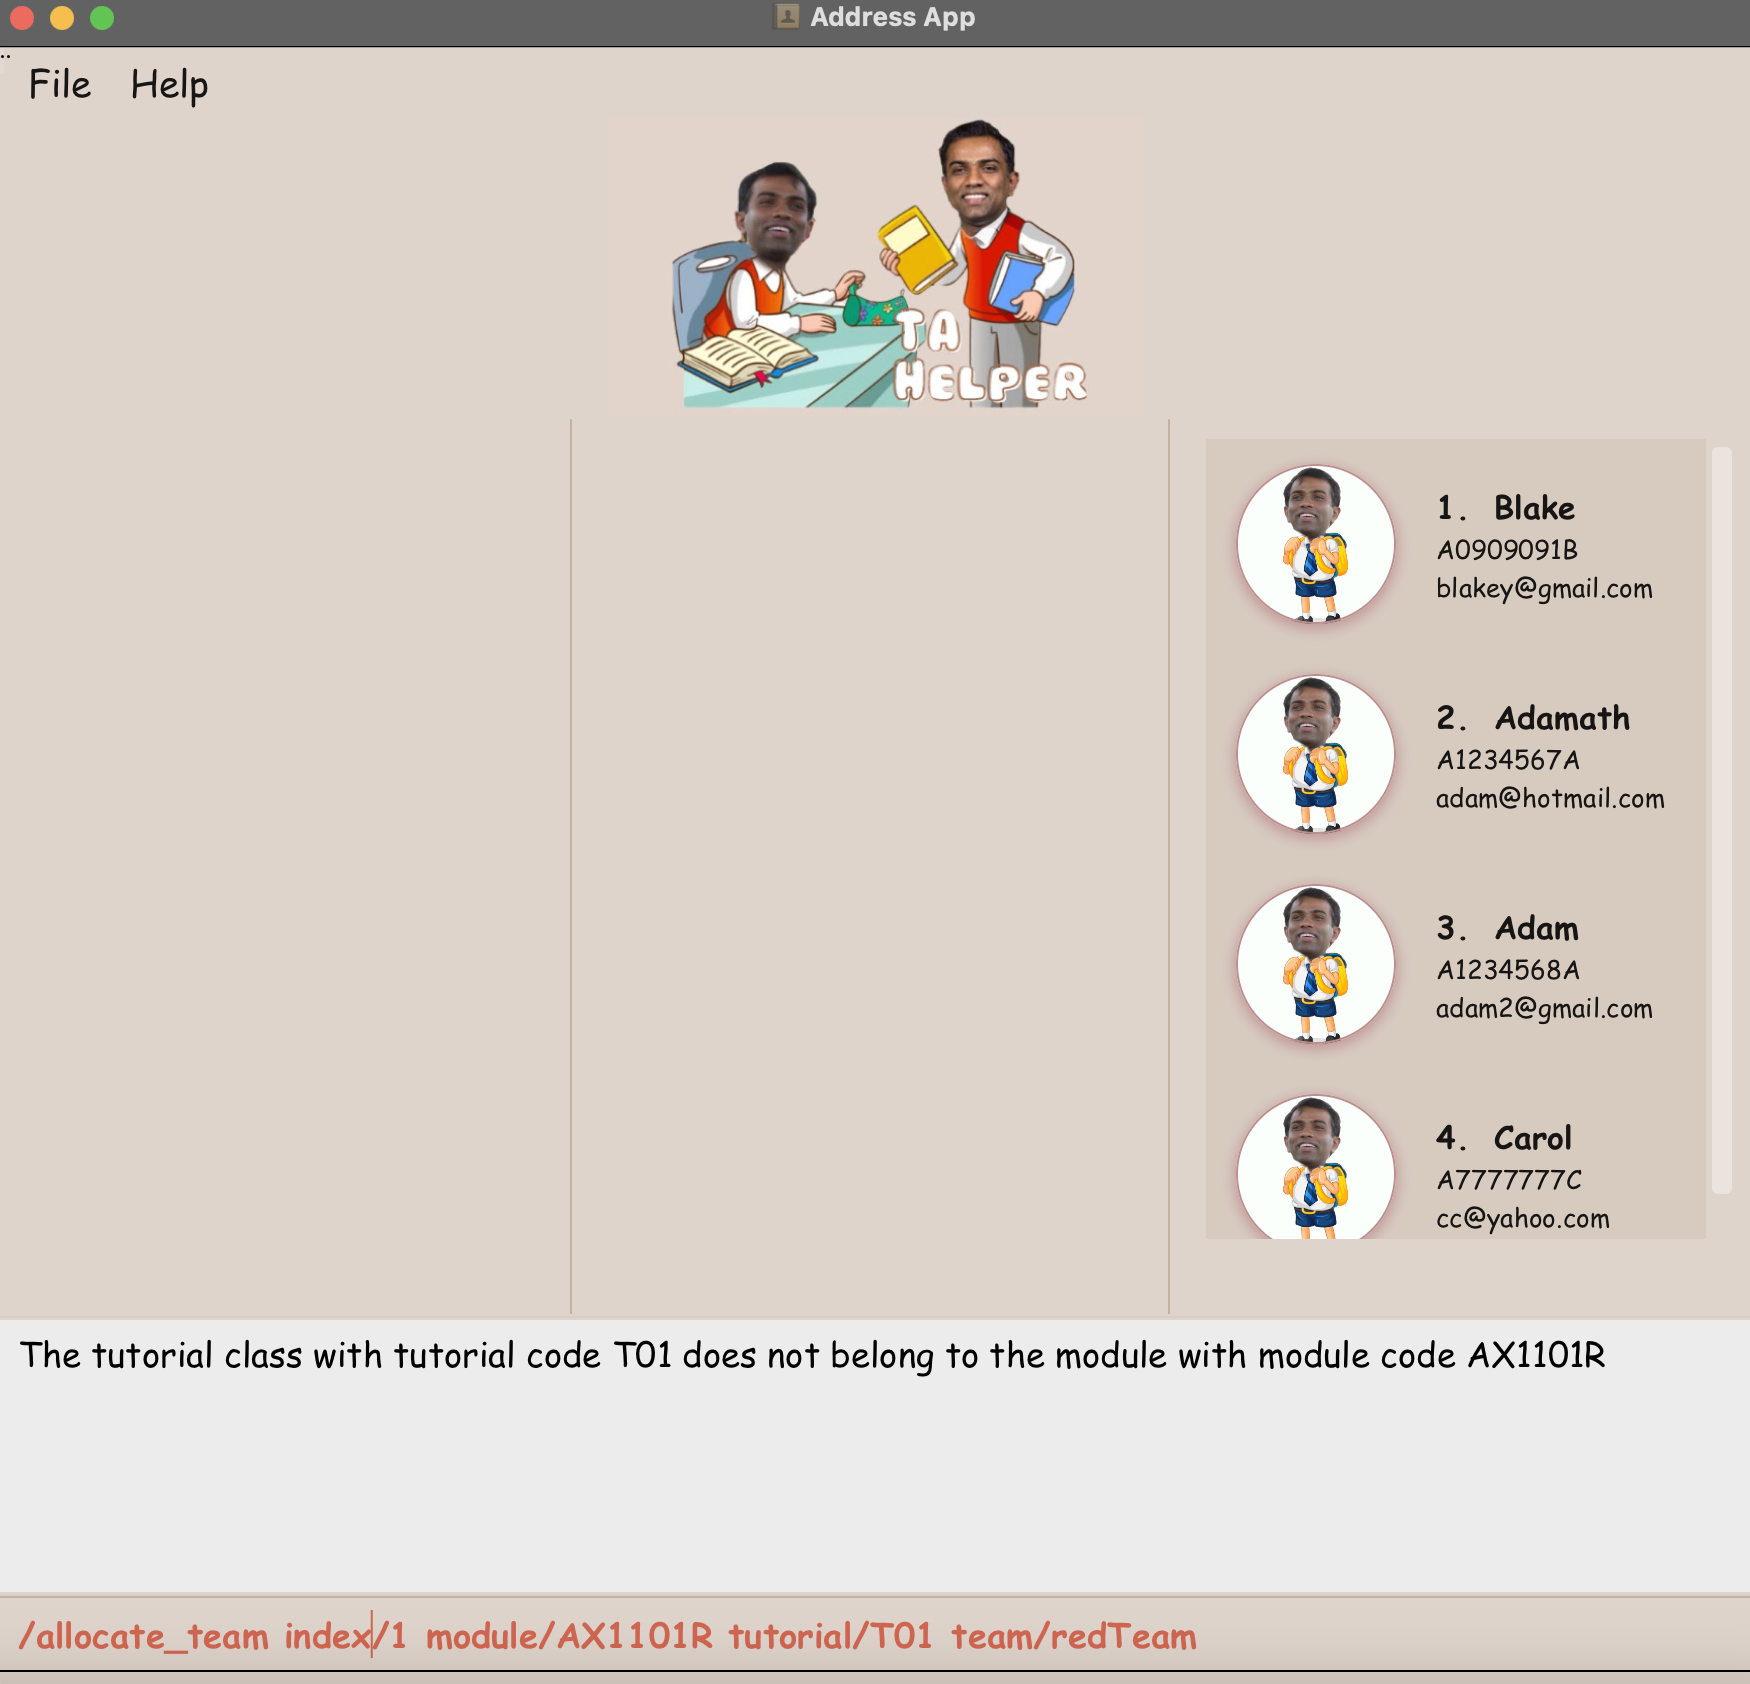 Address App
File Help
TA
HELPER
1. Blake
A0909091B
blakey@gmail.com
2. Adamath
A1234567A
adam@hotmail.com
3. Adam
A1234568A
adam2@gmail.com
4. Carol
A7777777C
cc@yahoo.com
The tutorial class with tutorial code T01 does not belong to the module with module code AX1101R
/allocate_team index/1 module/AX1101R tutorial/T01 team/redTeam